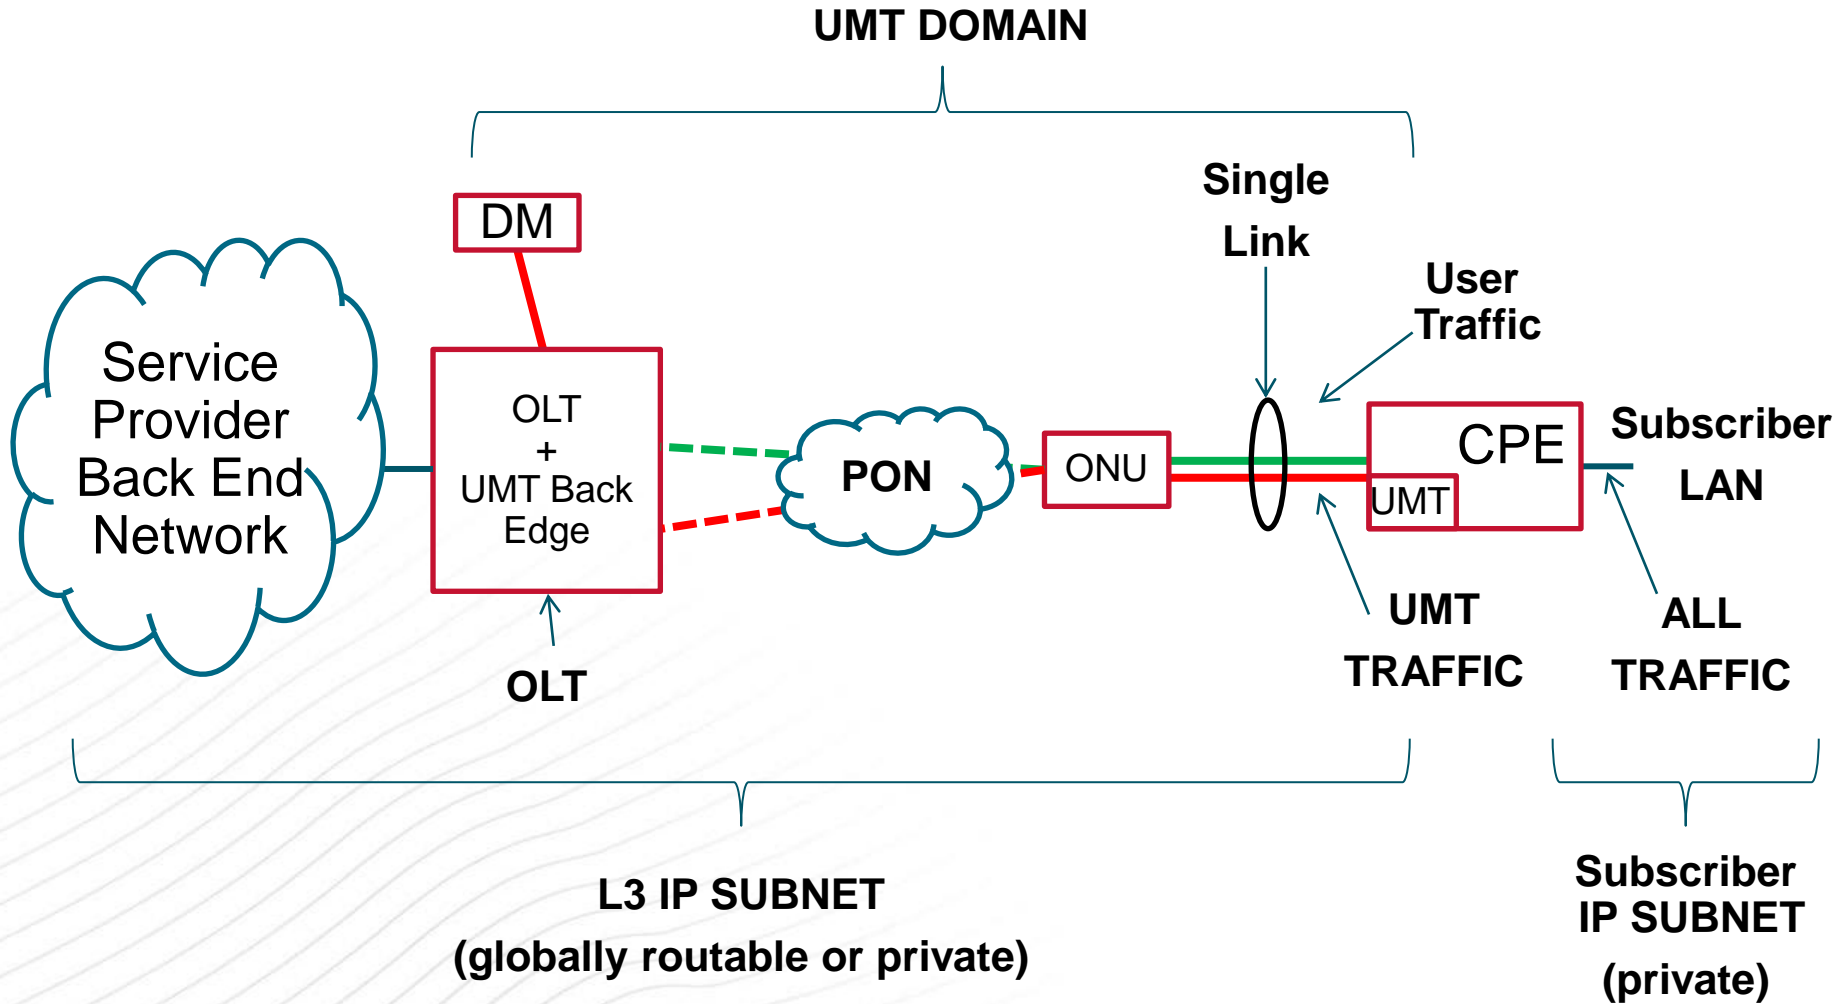 UMT DOMAIN
Single
Link
DM
User
Traffic
Service
Provider
Back End
Network
OLT
+
UMT Back
Edge
PON
ONU
CPE
UMT
Subscriber
LAN
OLT
UMT
TRAFFIC
ALL
TRAFFIC
L3 IP SUBNET
(globally routable or private)
Subscriber
IP SUBNET
(private)